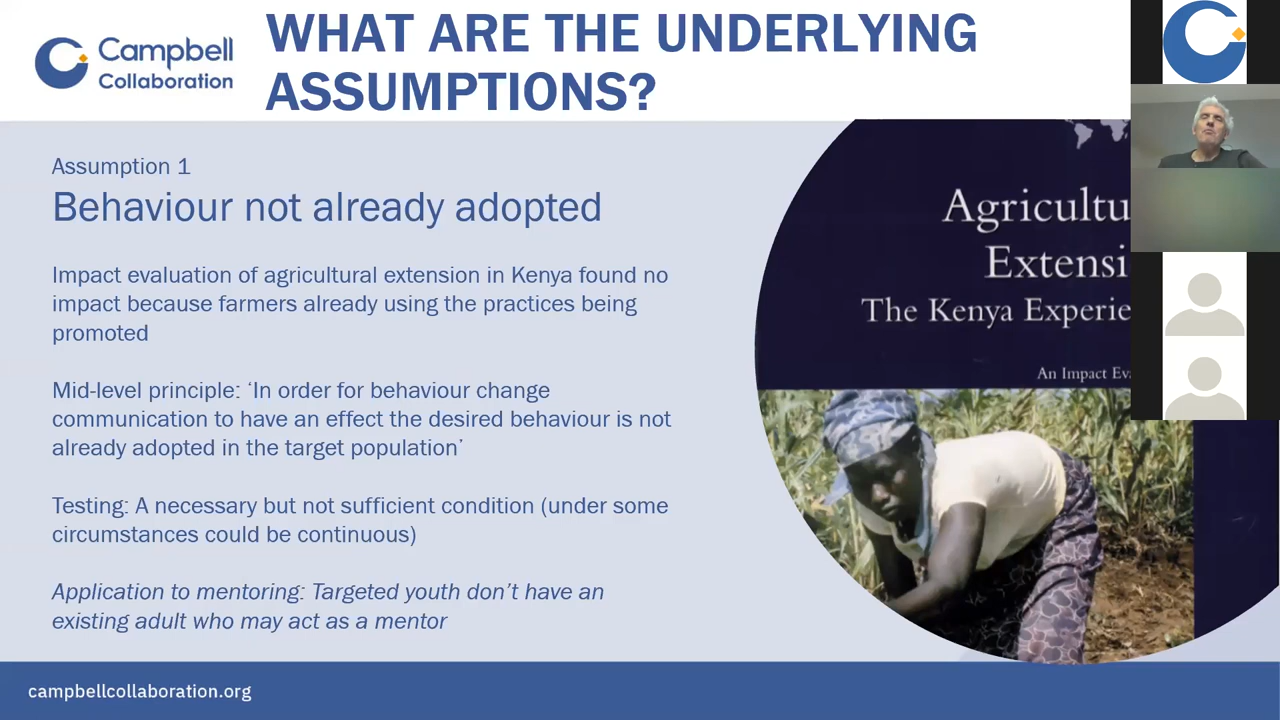 Campbell
Collaboration
WHAT ARE THE UNDERLYING
ASSUMPTIONS?
Assumption 1
Behaviour not already adopted
Impact evaluation of agricultural extension in Kenya found no
impact because farmers already using the practices being
promoted
Mid-level principle: ‘In order for behaviour change
communication to have an effect the desired behaviour is not
already adopted in the target population’
Testing: A necessary but not sufficient condition (under some
circumstances could be continuous)
Application to mentoring: Targeted youth don’t have an
existing adult who may act as a mentor
Agricultu
Extensi
The Kenya Experie
An Impact Eva
campbellcollaboration.org